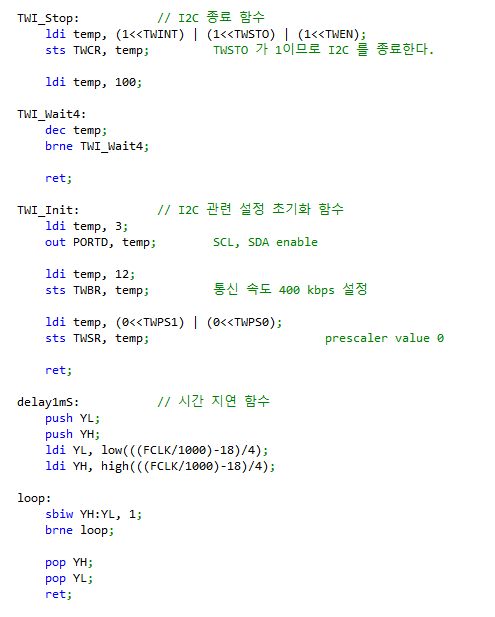 TWI_Stop: // I2C 종료 함수
ldi temp, (1<<TWINT) | (1<<TWSTO) | (1<<TWEN);
sts TWCR, temp; TWSTO 가 1이므로 I2C 를 종료한다.
ldi temp, 100;
TWI_Wait4:
dec temp;
brne TWI_Wait4;
ret;
TWI_Init: // I2C 관련 설정 초기화 함수
ldi temp, 3;
out PORTD, temp; SCL, SDA enable
ldi temp, 12;
sts TWBR, temp; 통신 속도 400 kbps 설정
ldi temp, (0<<TWPS1) | (0<<TWPS0);
sts TWSR, temp; prescaler value 0
ret;
delay1mS: // 시간 지연 함수
push YL;
push YH;
ldi YL, low(((FCLK/1000)-18)/4);
ldi YH, high(((FCLK/1000)-18)/4);
loop:
sbiw YH:YL, 1;
brne loop;
pop YH;
pop YL;
ret;